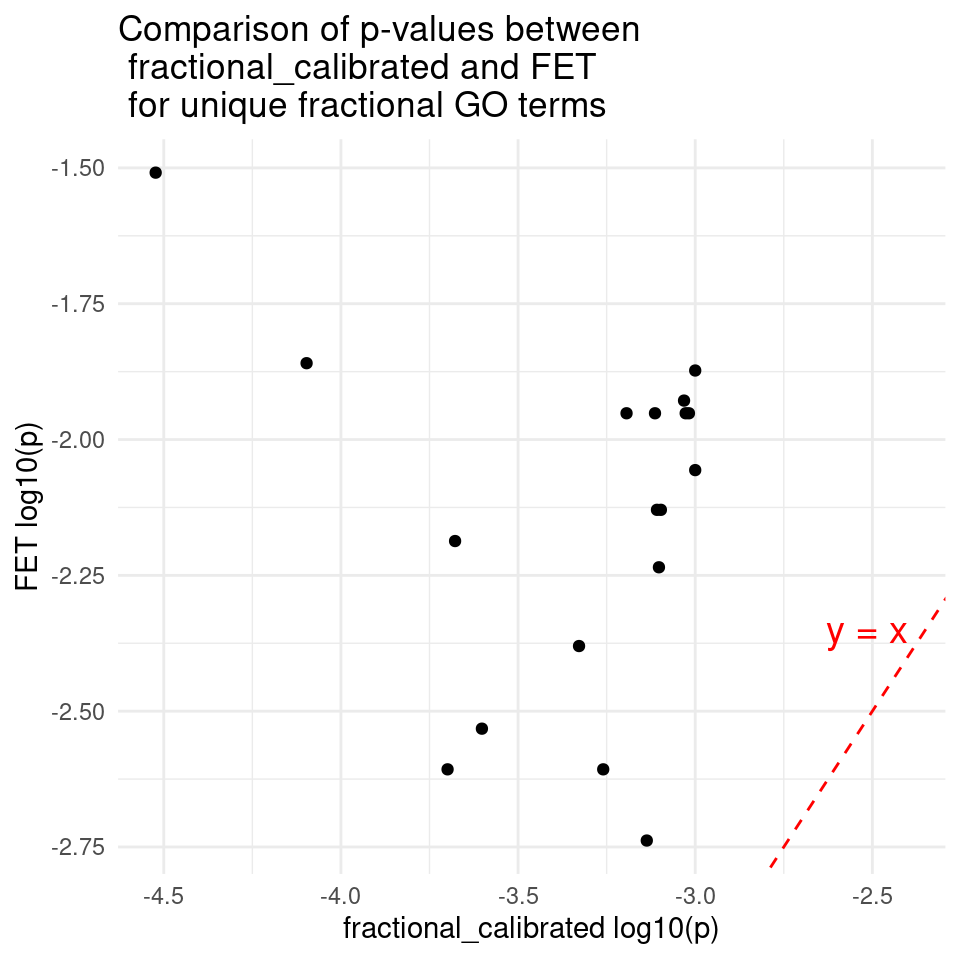 Comparison of p-values between
fractional_calibrated and FET
for unique fractional GO terms
-1.50
-1.75
-2.00
-2.25
-2.50
-2.75
FET log10(p)
y = x
-4.5
-4.0
-3.5
-3.0
-2.5
fractional_calibrated log10(p)